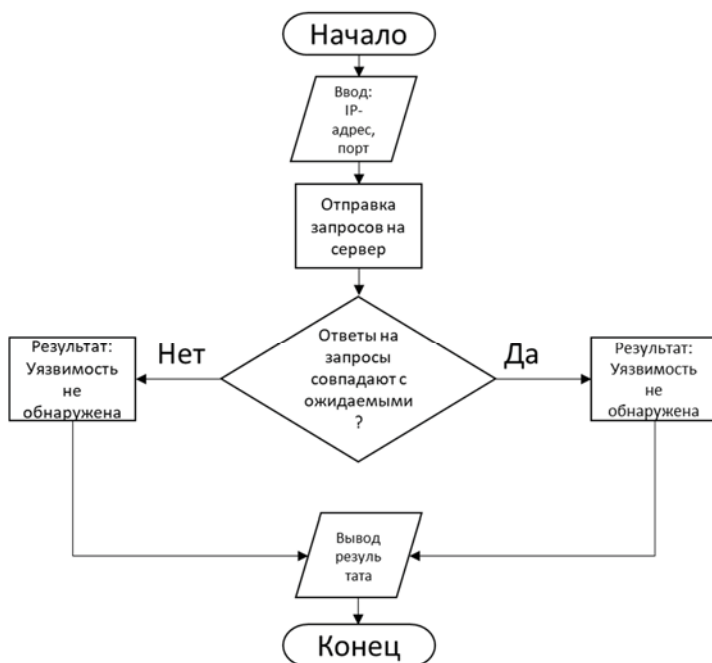 Начало
Ввод:
IP-
адрес,
порт
Отправка
запросов на
сервер
Ответы на
запросы
совпадают с
ожидаемыми
?
Нет
Да
Результат:
Уязвимость
не
обнаружена
Результат:
Уязвимость
не
обнаружена
Вывод
резуль
тата
Конец